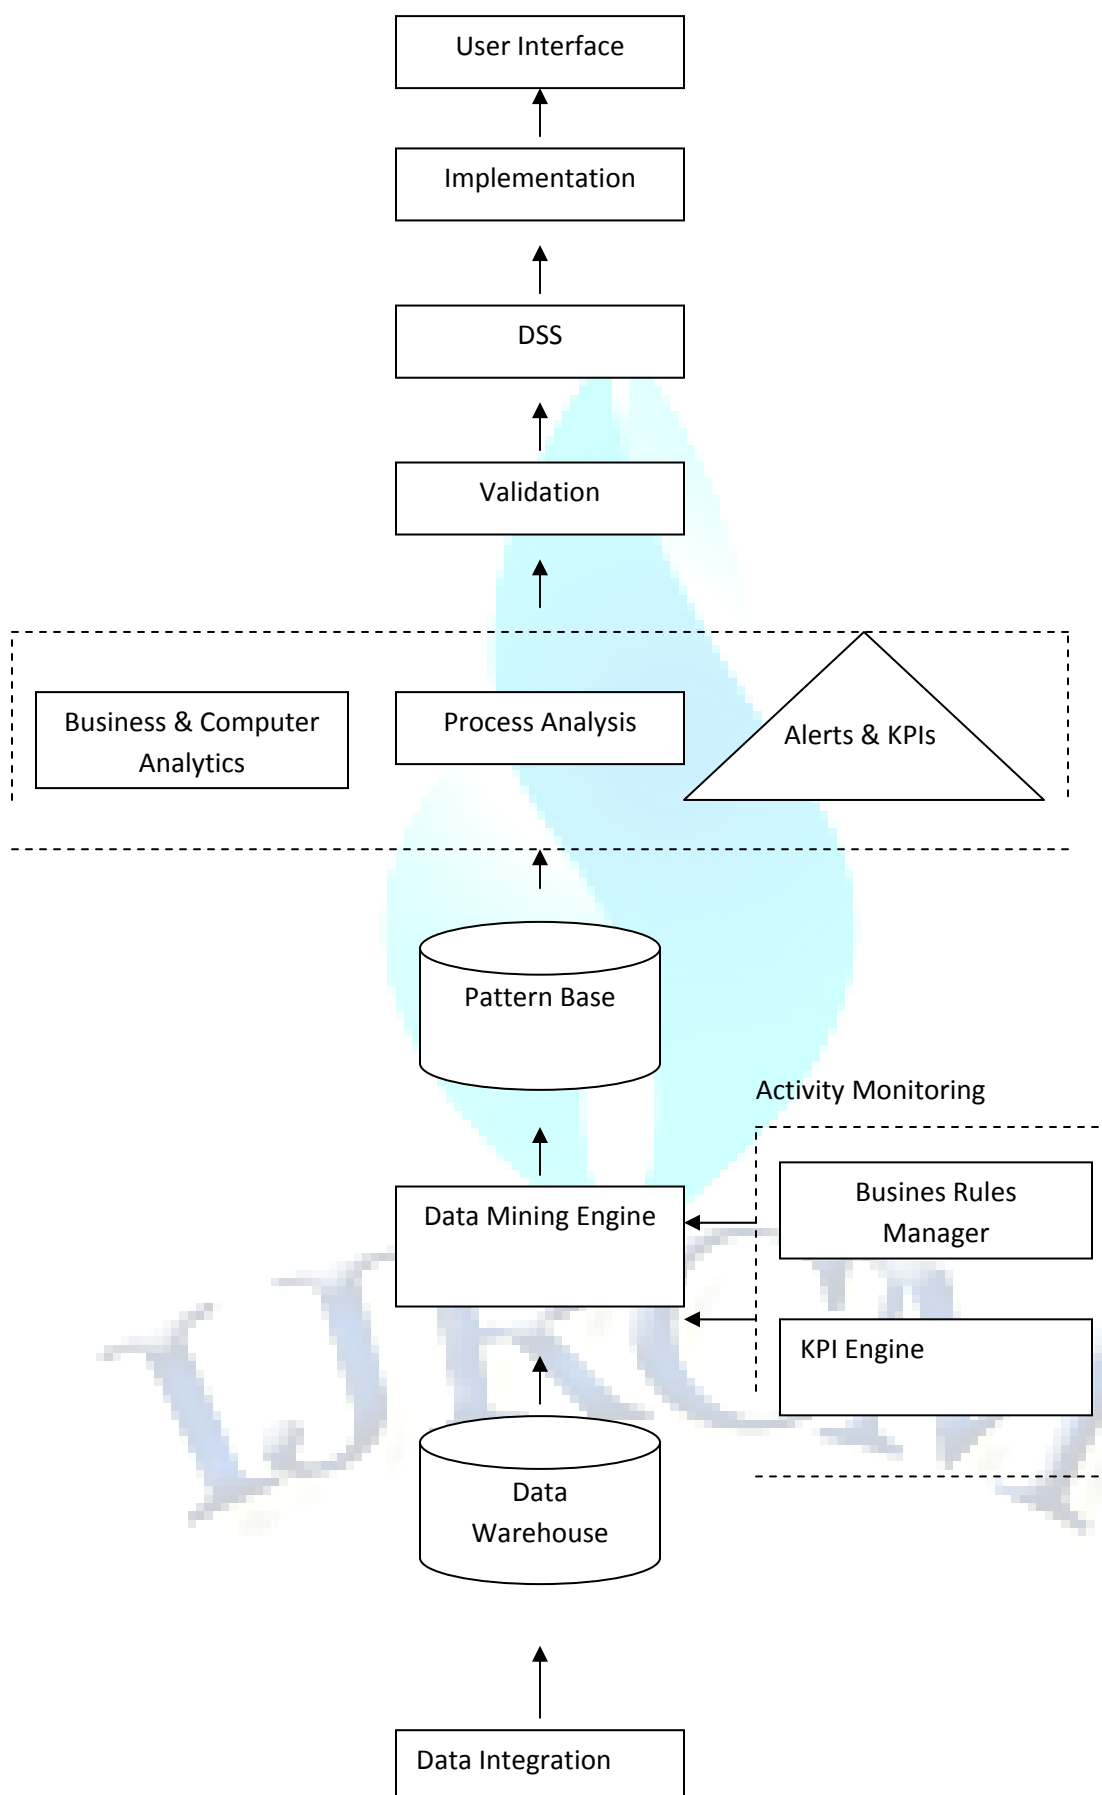 User Interface
Implementation
DSS
Validation
Business & Computer
Analytics
Process Analysis
Alerts & KPIs
Pattern Base
Activity Monitoring
Data Mining Engine
Busines Rules
Manager
KPI Engine
Data
Warehouse
Data Integration
IJRCM